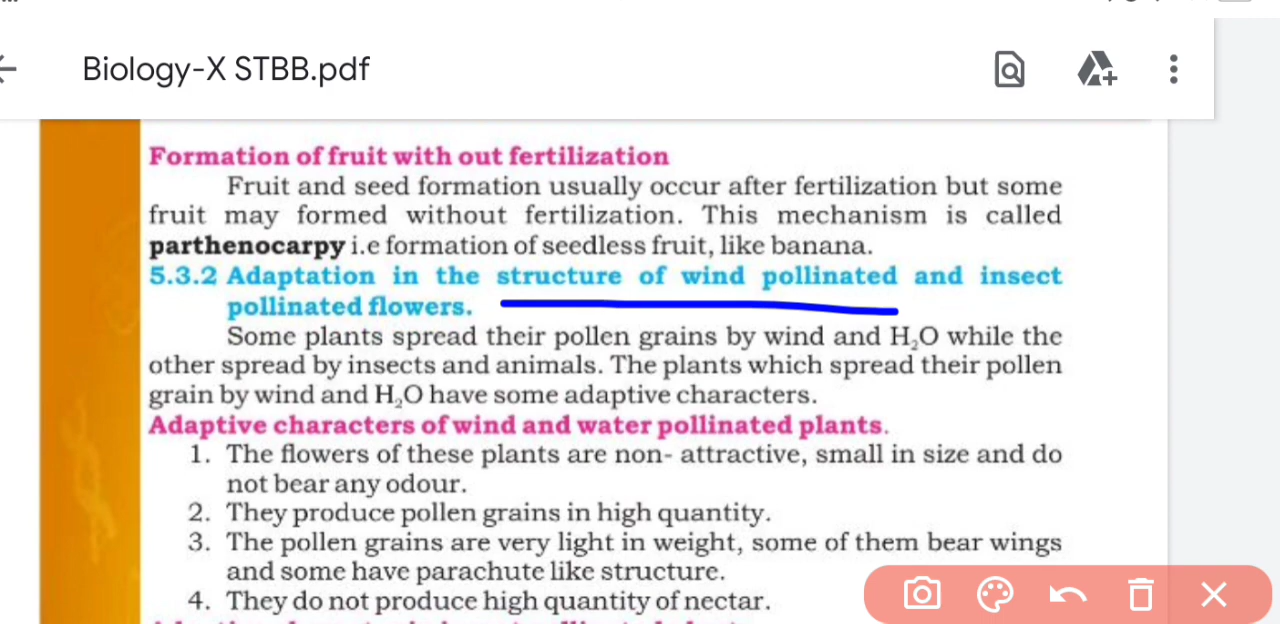 Biology-X STBB.pdf
Formation of fruit with out fertilization
Fruit and seed formation usually occur after fertilization but some
fruit may formed without fertilization. This mechanism is called
parthenocarpy i.e formation of seedless fruit, like banana.
5.3.2 Adaptation in the structure of wind pollinated and insect
pollinated flowers.
Some plants spread their pollen grains by wind and H₂O while the
other spread by insects and animals. The plants which spread their pollen
grain by wind and H₂O have some adaptive characters.
Adaptive characters of wind and water pollinated plants.
1. The flowers of these plants are non- attractive, small in size and do
not bear any odour.
2. They produce pollen grains in high quantity.
3. The pollen grains are very light in weight, some of them bear wings
and some have parachute like structure.
4. They do not produce high quantity of nectar.